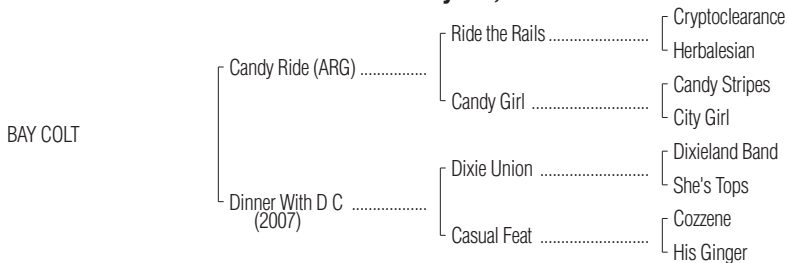 Cryptoclearance
Ride the Rails ........................
Herbalesian
Candy Ride (ARG) ................
Candy Stripes
Candy Girl ............................
City Girl
BAY COLT
Dixieland Band
Dixie Union ..........................
She's Tops
Dinner With D C ..................
(2007)
Cozzene
Casual Feat ..........................
His Ginger